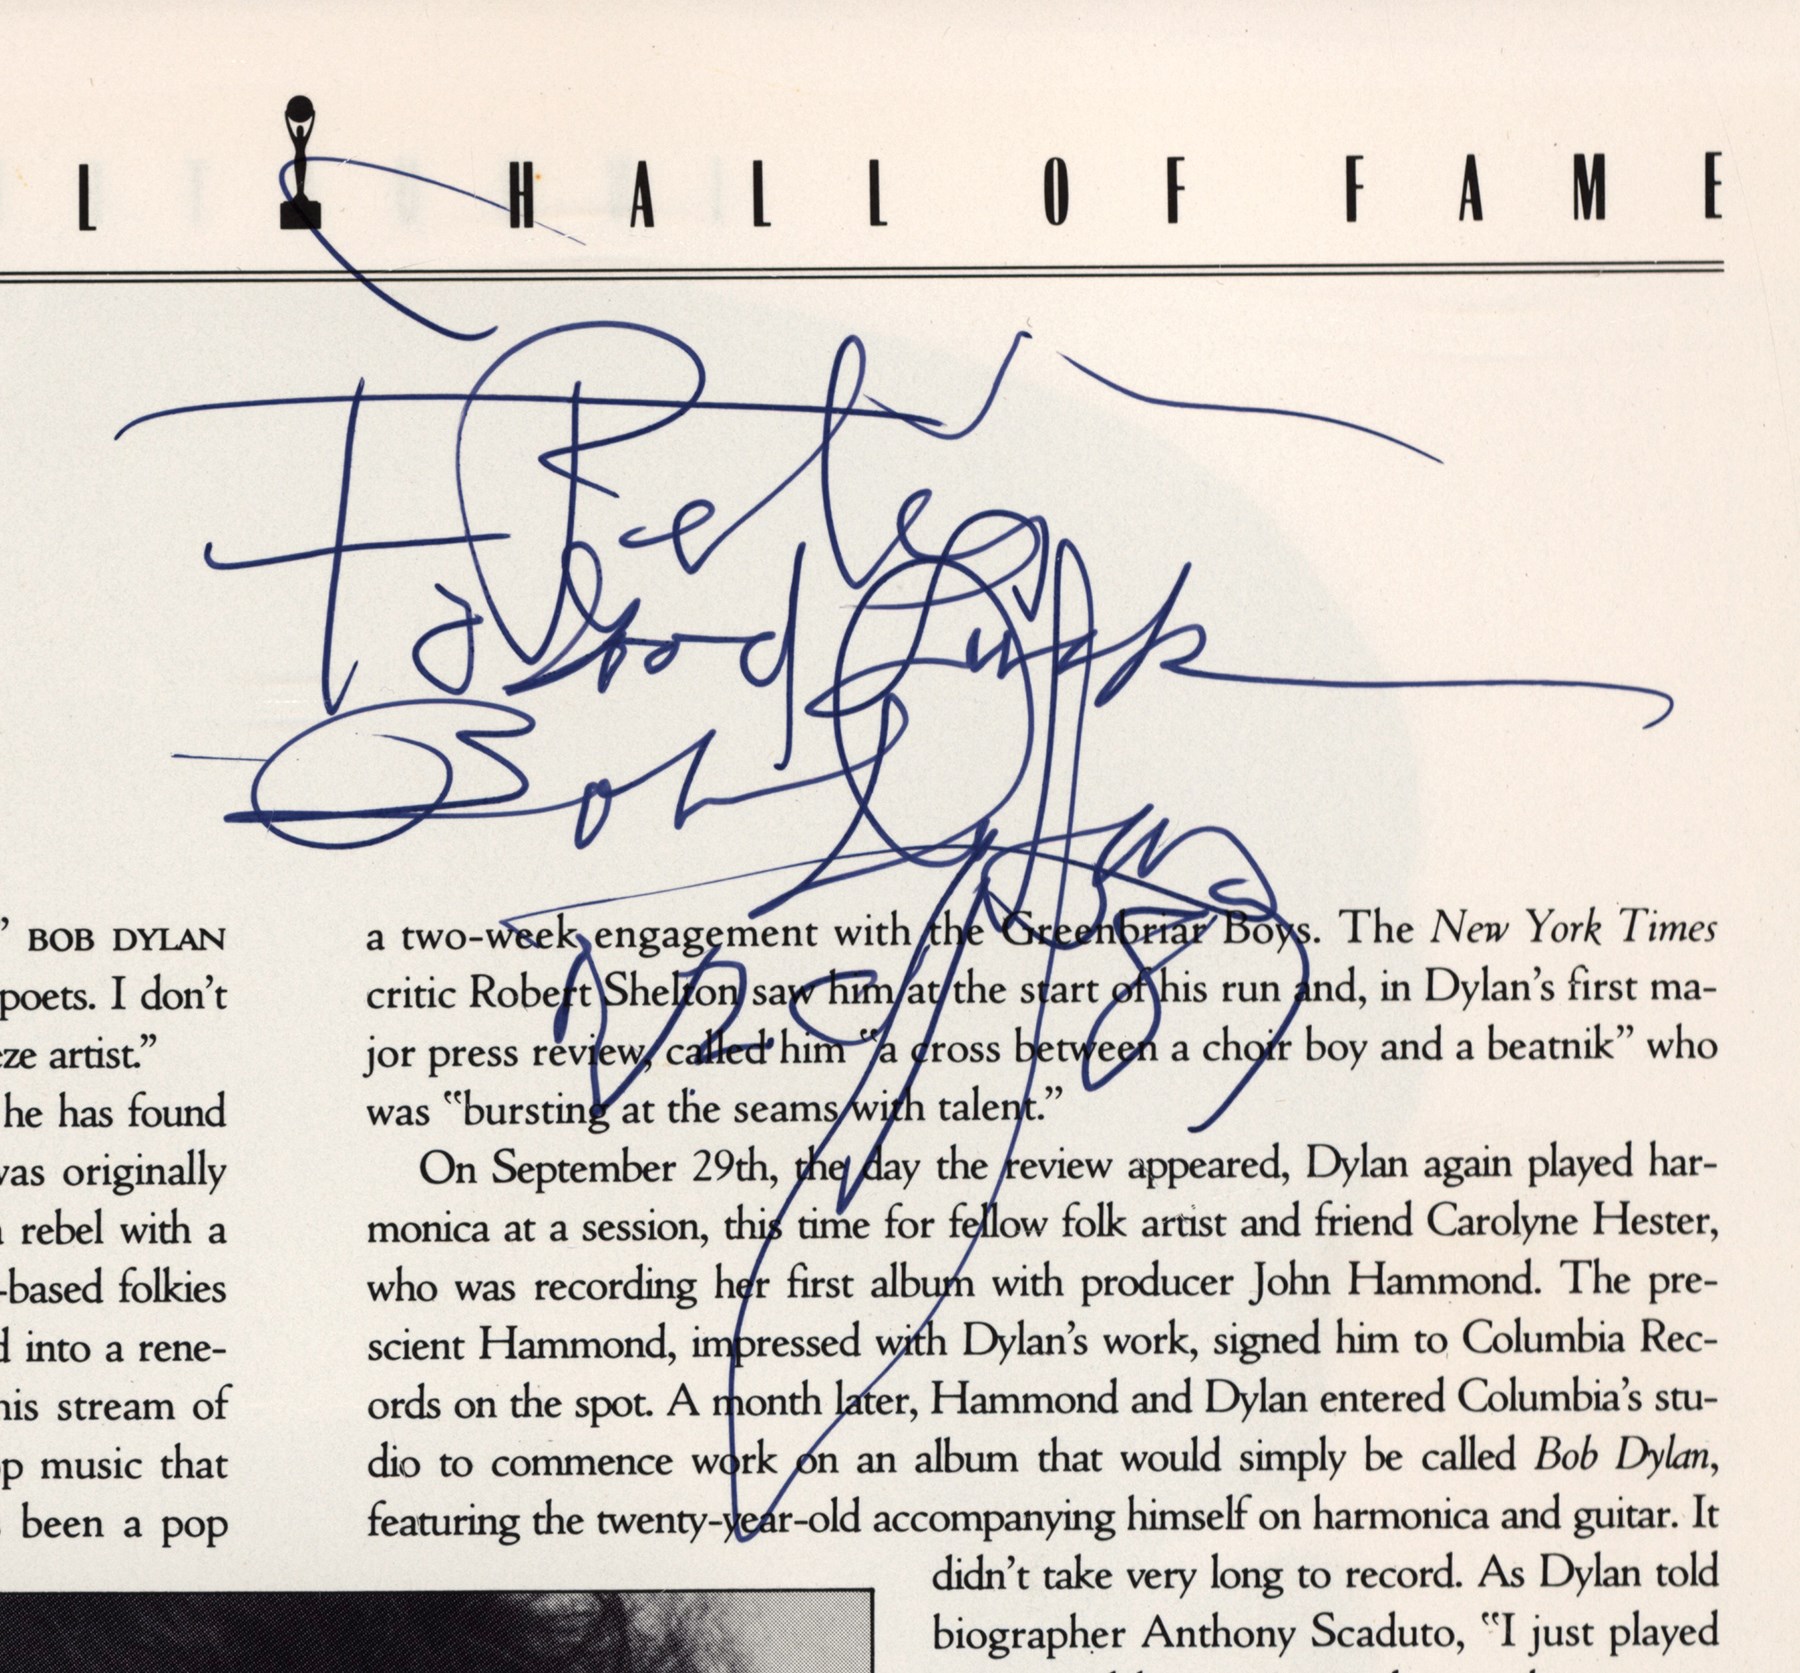 L HALL OF FAME
To Peter
Good Luck
Bob Dylan
” BOB DYLAN
poets. I don't
eze artist.”
he has found
was originally
a rebel with a
-based folkies
d into a rene-
his stream of
op music that
s been a pop
a two-week engagement with the Greenbriar Boys. The New York Times
critic Robert Shelton saw him at the start of his run and, in Dylan's first ma-
jor press review, called him “a cross between a choir boy and a beatnik” who
was “bursting at the seams with talent.”
On September 29th, the day the review appeared, Dylan again played har-
monica at a session, this time for fellow folk artist and friend Carolyne Hester,
who was recording her first album with producer John Hammond. The pre-
scient Hammond, impressed with Dylan's work, signed him to Columbia Rec-
ords on the spot. A month later, Hammond and Dylan entered Columbia's stu-
dio to commence work on an album that would simply be called Bob Dylan,
featuring the twenty-year-old accompanying himself on harmonica and guitar. It
didn't take very long to record. As Dylan told
biographer Anthony Scaduto, “I just played